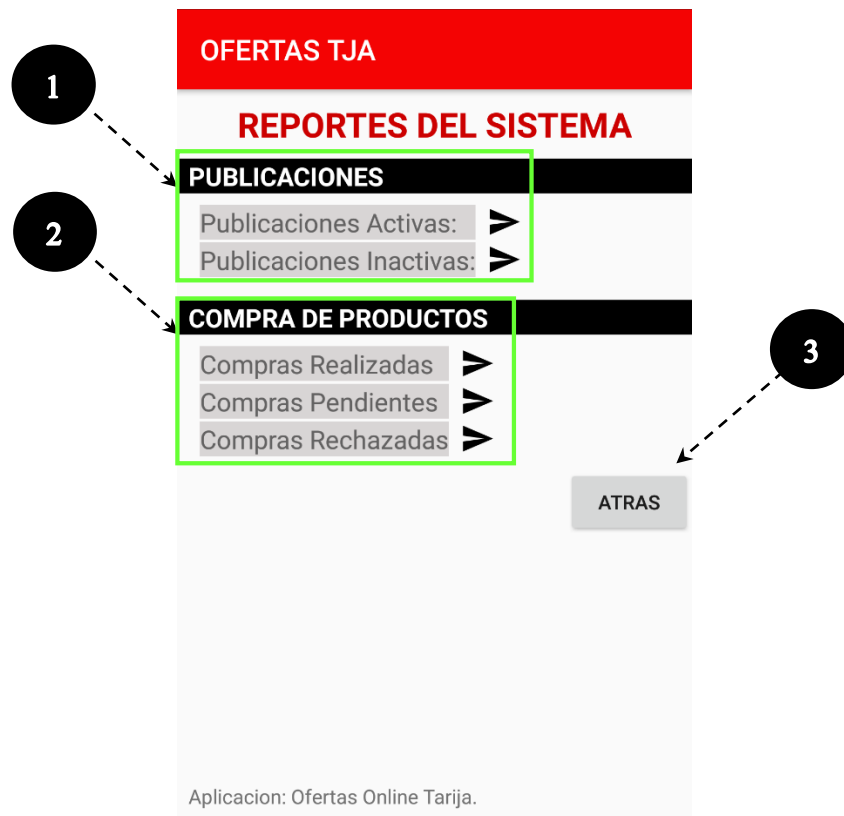 OFERTAS TJA
1
REPORTES DEL SISTEMA
PUBLICACIONES
Publicaciones Activas:
2
Publicaciones Inactivas:
COMPRA DE PRODUCTOS
3
Compras Realizadas
Compras Pendientes
Compras Rechazadas
ATRAS
Aplicacion: Ofertas Online Tarija.